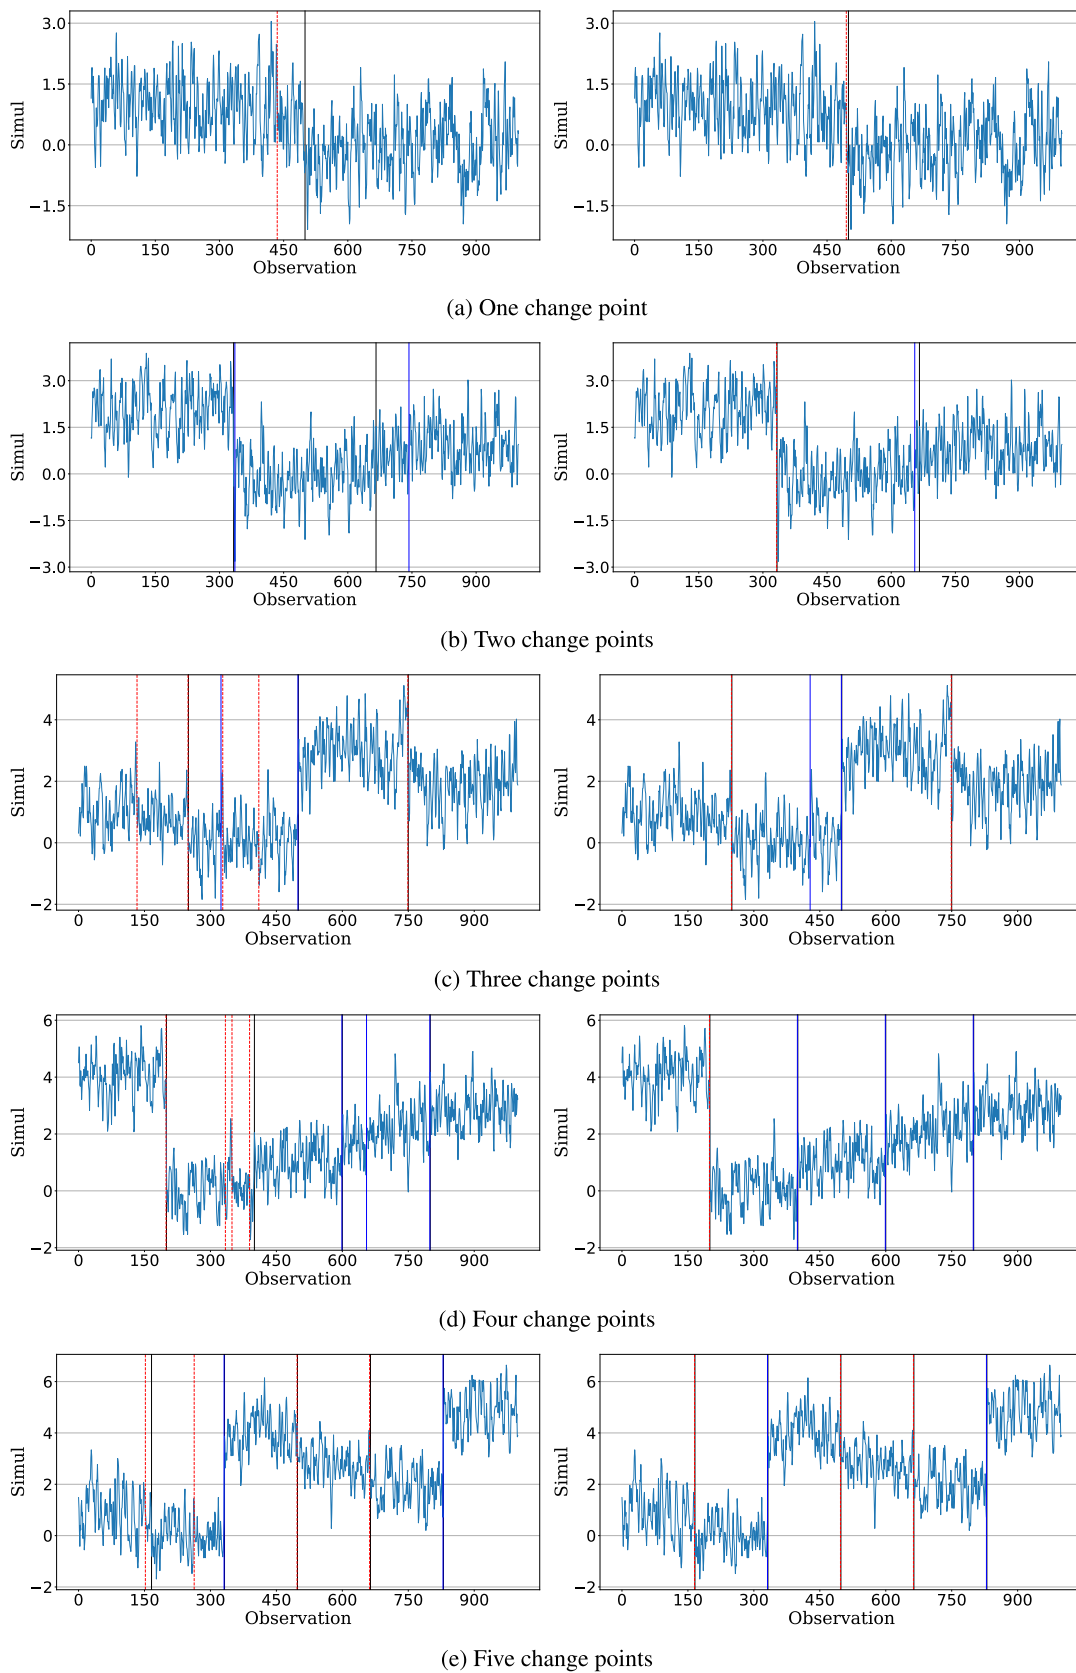 3.0
1.5
0.0
−1.5
Simul
0 150 300 450 600 750 900
Observation
3.0
1.5
0.0
−1.5
Simul
0 150 300 450 600 750 900
Observation
(a) One change point
3.0
1.5
0.0
−1.5
−3.0
Simul
0 150 300 450 600 750 900
Observation
3.0
1.5
0.0
−1.5
−3.0
Simul
0 150 300 450 600 750 900
Observation
(b) Two change points
4
2
0
−2
Simul
0 150 300 450 600 750 900
Observation
4
2
0
−2
Simul
0 150 300 450 600 750 900
Observation
(c) Three change points
6
4
2
0
−2
Simul
0 150 300 450 600 750 900
Observation
6
4
2
0
−2
Simul
0 150 300 450 600 750 900
Observation
(d) Four change points
6
4
2
0
−2
Simul
0 150 300 450 600 750 900
Observation
6
4
2
0
−2
Simul
0 150 300 450 600 750 900
Observation
(e) Five change points